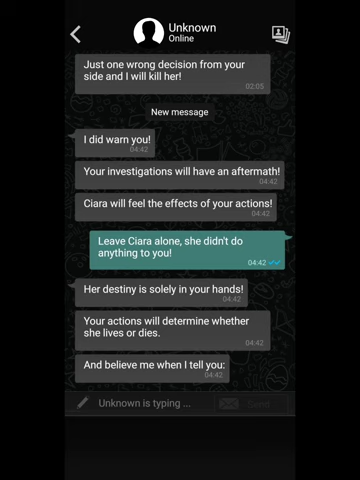 Unknown
Online
Just one wrong decision from your
side and I will kill her!
02:05
New message
I did warn you!
04:42
Your investigations will have an aftermath!
04:42
Ciara will feel the effects of your actions!
04:42
Leave Ciara alone, she didn't do
anything to you!
04:42
Her destiny is solely in your hands!
04:42
Your actions will determine whether
she lives or dies.
04:42
And believe me when I tell you:
04:42
Unknown is typing ...
Send